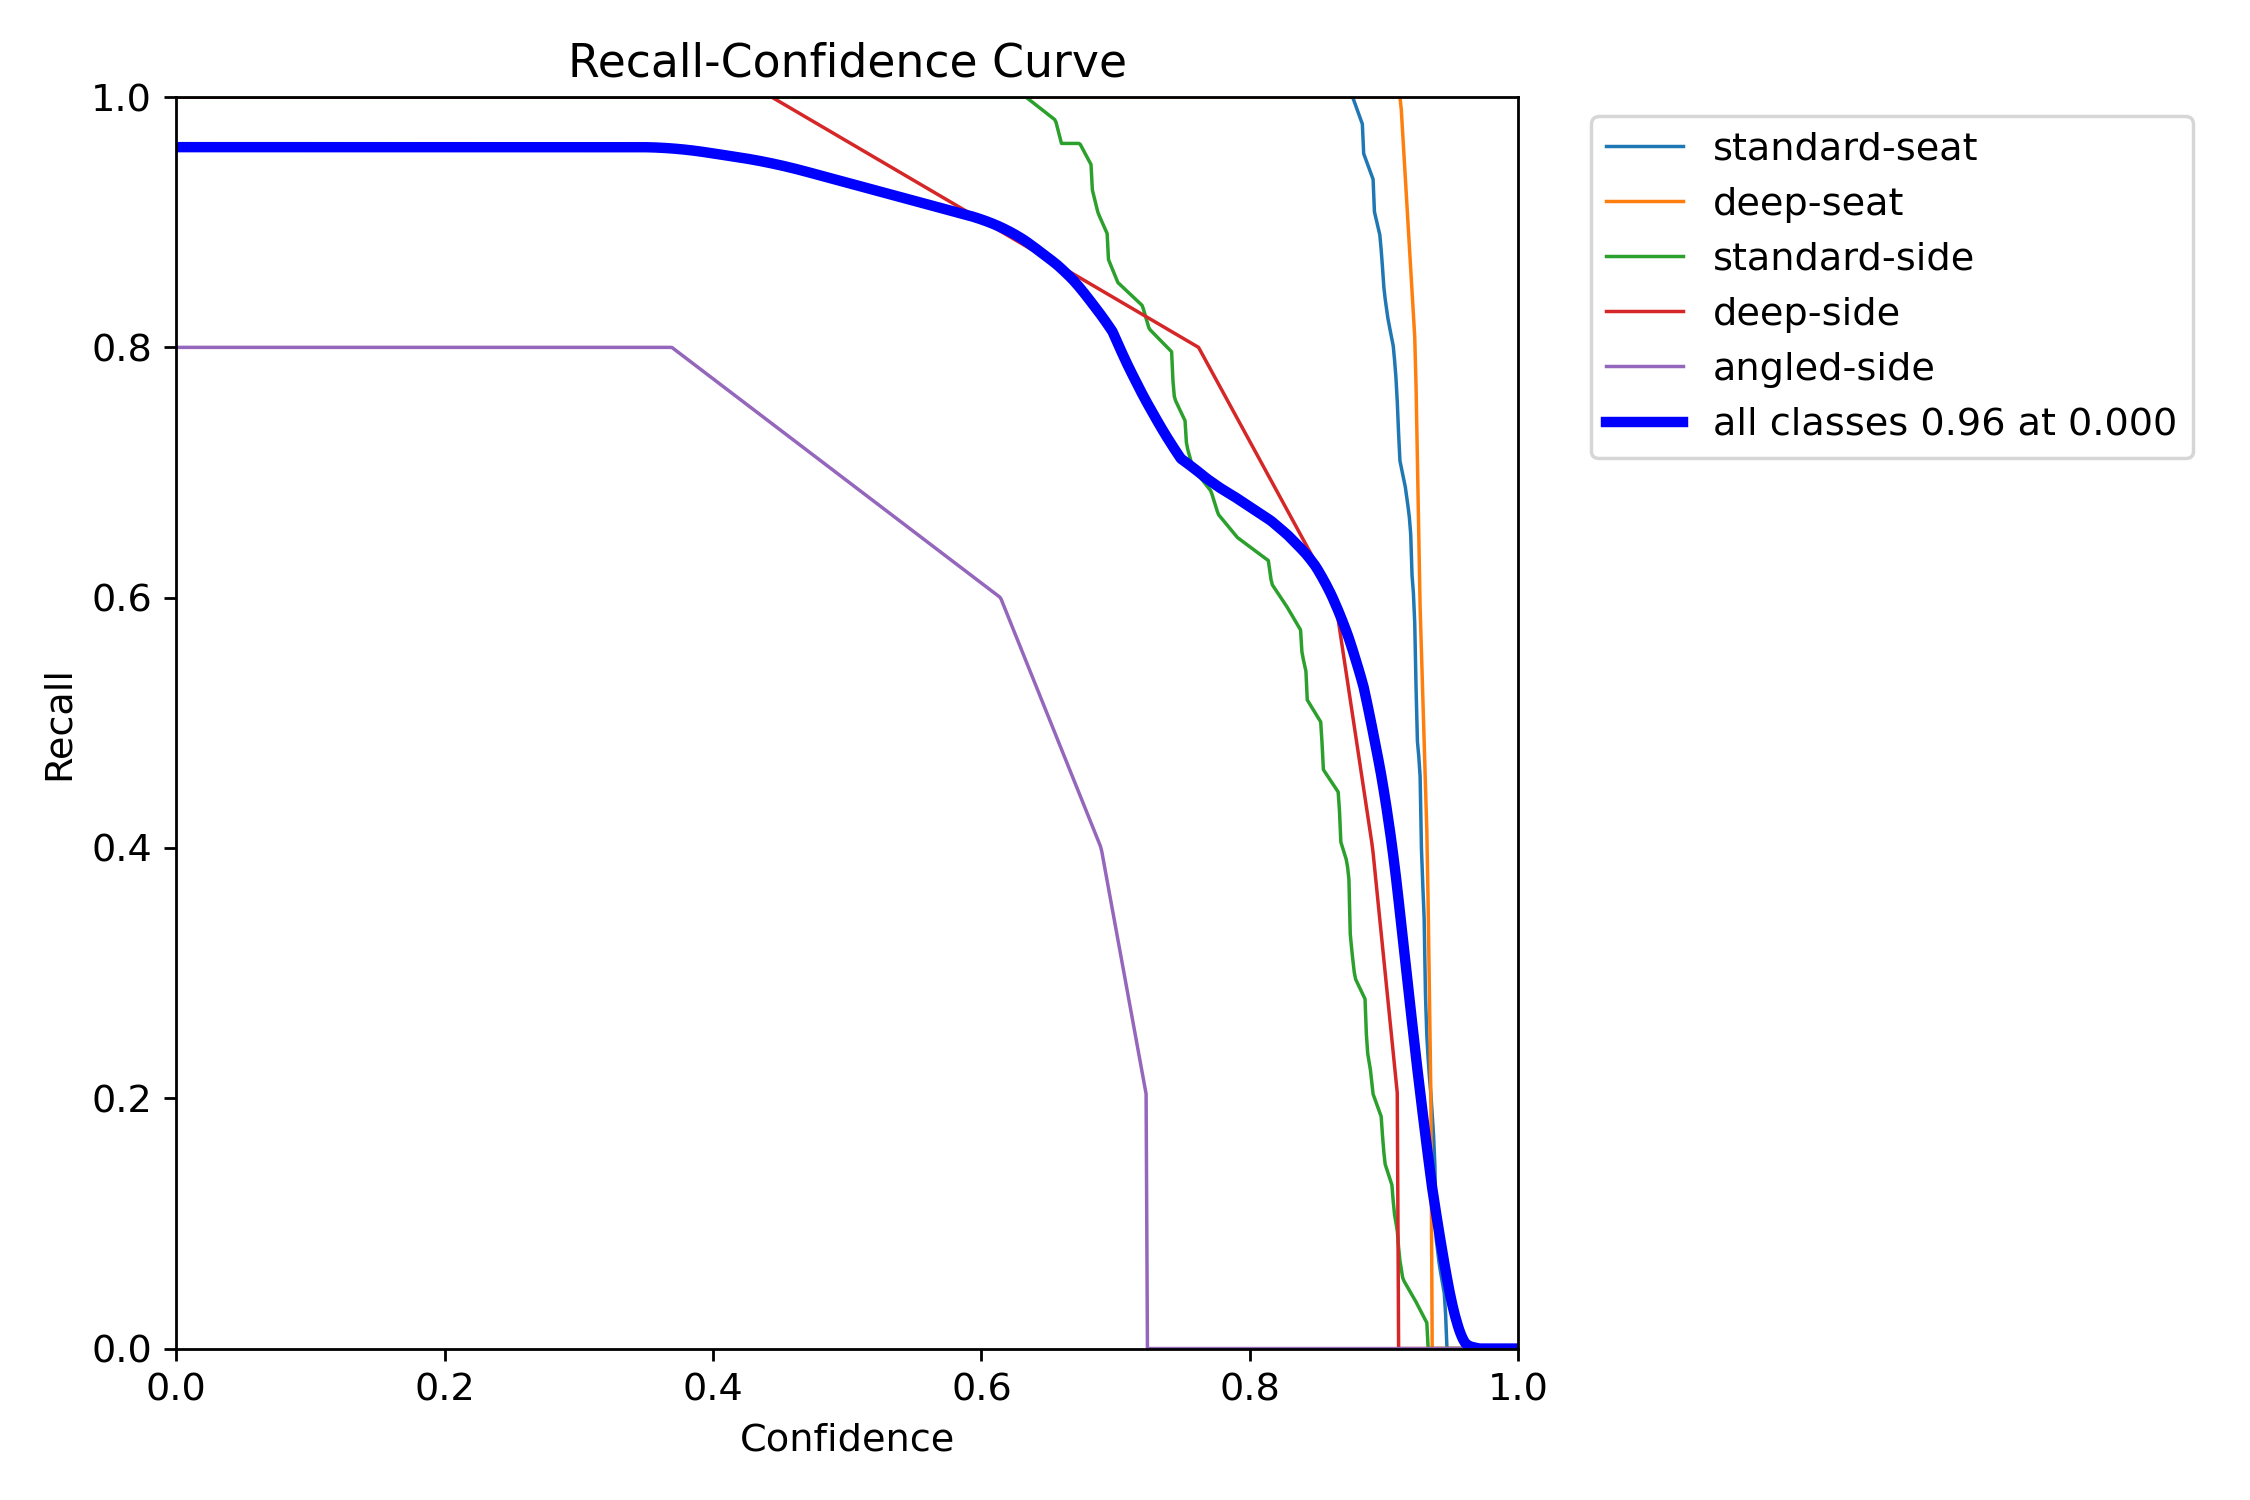 Recall-Confidence Curve
1.0
0.8
0.6
0.4
0.2
0.0
Recall
0.0 0.2 0.4 0.6 0.8 1.0
Confidence
standard-seat
deep-seat
standard-side
deep-side
angled-side
all classes 0.96 at 0.000